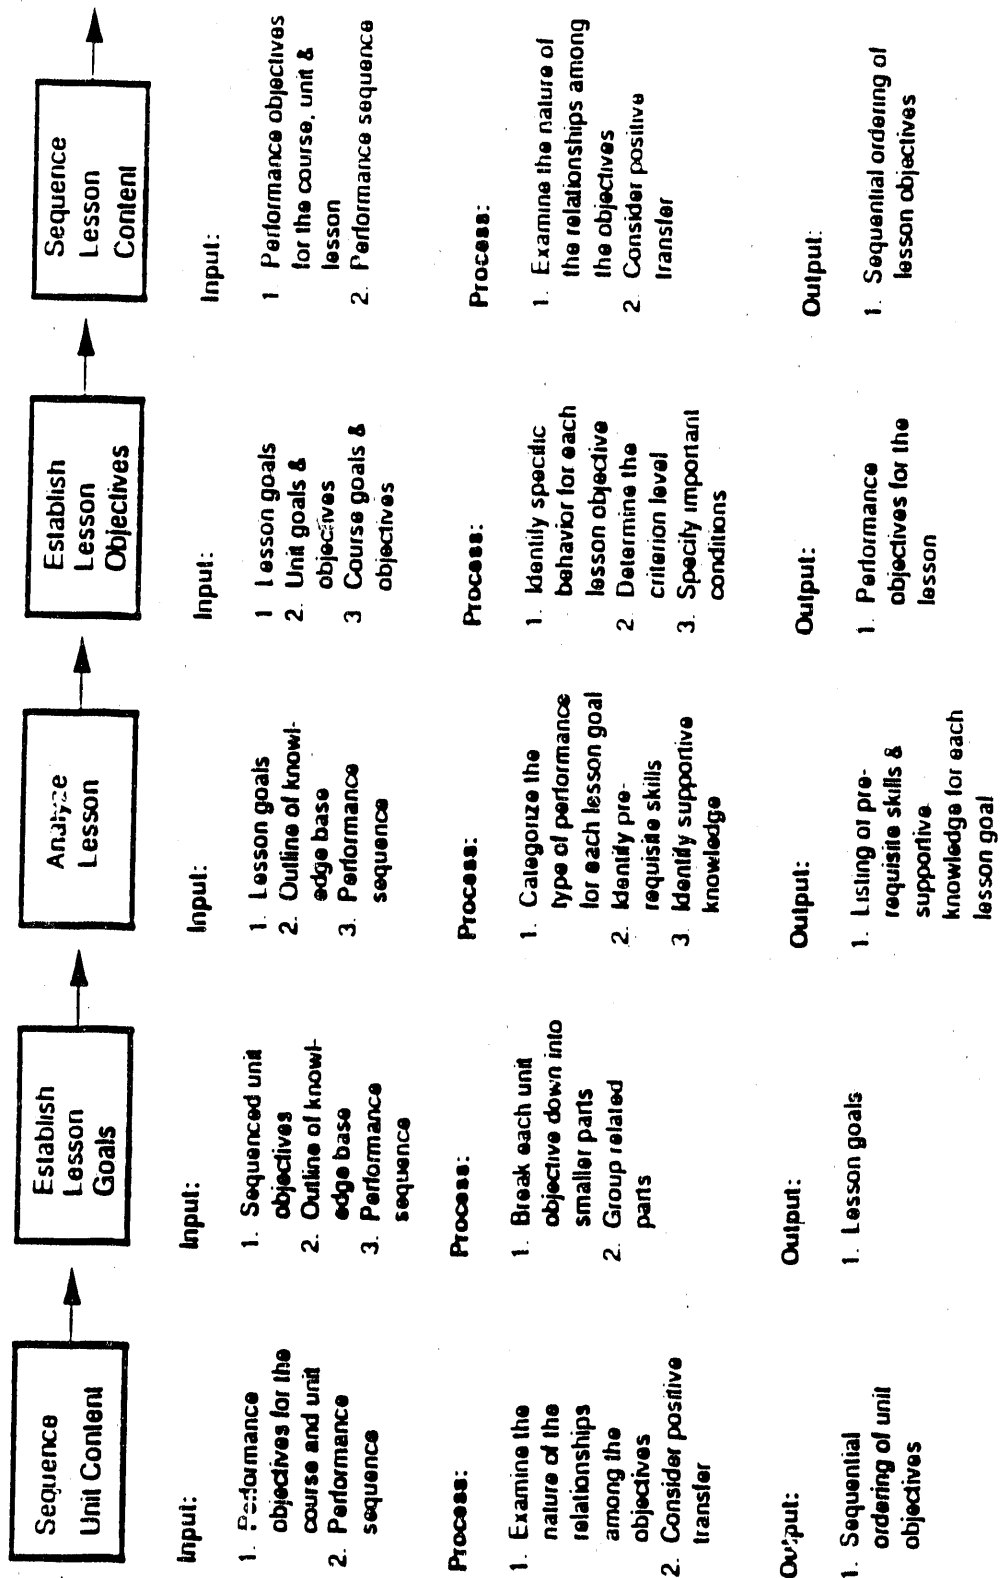 Sequence
Unit Content
Input:
1. Performance
objectives for the
course and unit
2. Performance
sequence
Process:
1. Examine the
nature of the
relationships
among the
objectives
2. Consider positive
transfer
Output:
1. Sequential
ordering of unit
objectives
Establish
Lesson
Goals
Input:
1. Sequenced unit
objectives
2. Outline of knowl-
edge base
3. Performance
sequence
Process:
1. Break each unit
objective down into
smaller parts
2. Group related
parts
Output:
1. Lesson goals
Analyze
Lesson
Input:
1. Lesson goals
2. Outline of knowl-
edge base
3. Performance
sequence
Process:
1. Categorize the
type of performance
for each lesson goal
2. Identify pre-
requisite skills
3. Identify supportive
knowledge
Output:
1. Listing of pre-
requisite skills &
supportive
knowledge for each
lesson goal
Establish
Lesson
Objectives
Input:
1 Lesson goals
2. Unit goals &
objectives
3 Course goals &
objectives
Process:
1. Identify specific
behavior for each
lesson objective
2. Determine the
criterion level
3. Specify important
conditions
Output:
1. Performance
objectives for the
lesson
Sequence
Lesson
Content
Input:
1 Performance objectives
for the course, unit &
lesson
2. Performance sequence
Process:
1. Examine the nature of
the relationships among
the objectives
2. Consider positive
transfer
Output:
1. Sequential ordering of
lesson objectives